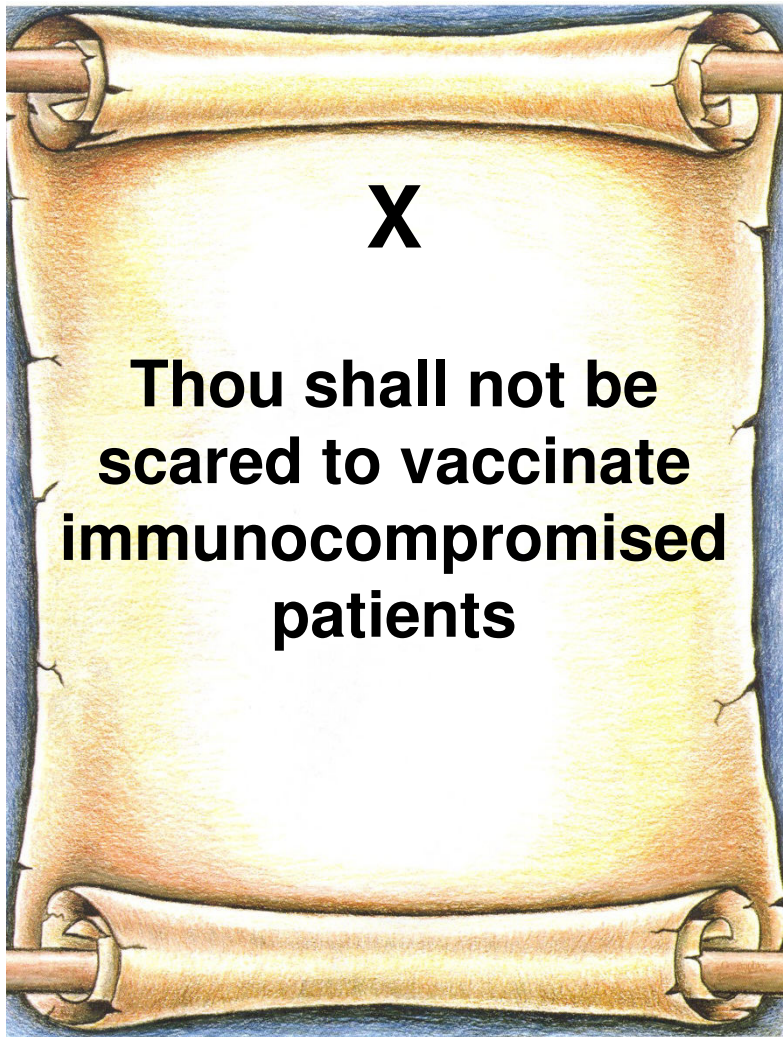 X
Thou shall not be
scared to vaccinate
immunocompromised
patients